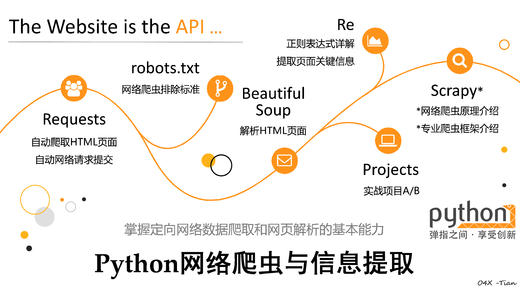 The Website is the API ...
Requests
自动爬取HTML页面
自动网络请求提交
robots.txt
网络爬虫排除标准
Beautiful
Soup
解析HTML页面
Re
正则表达式详解
提取页面关键信息
Projects
实战项目A/B
Scrapy*
*网络爬虫原理介绍
*专业爬虫框架介绍
python
弹指之间·享受创新
掌握定向网络数据爬取和网页解析的基本能力
Python网络爬虫与信息提取
04X -Tian